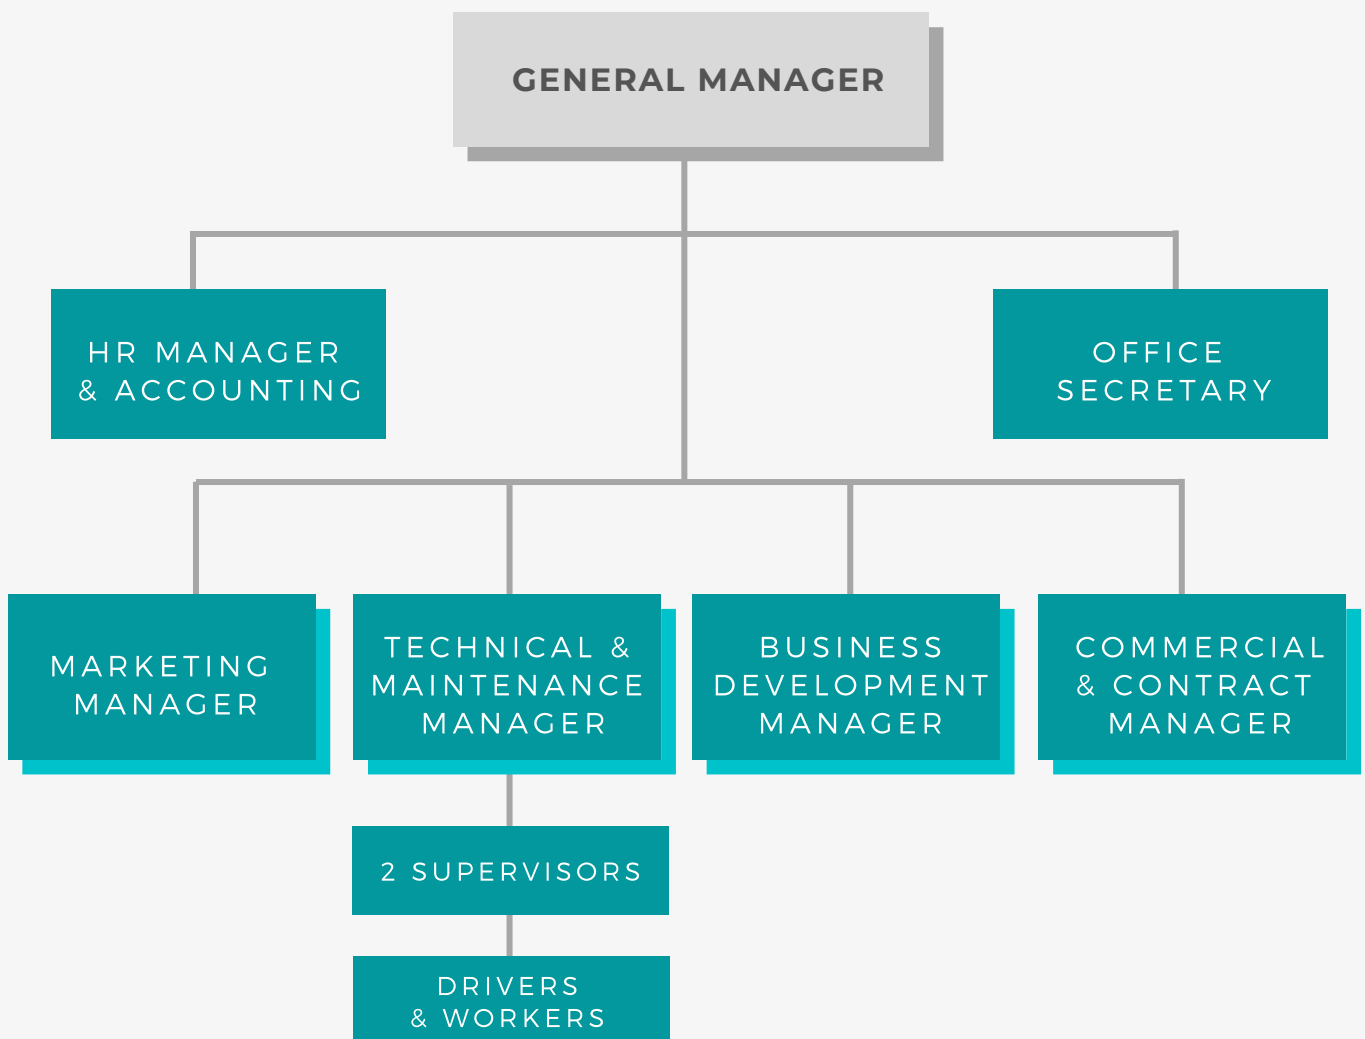 GENERAL MANAGER
HR MANAGER
& ACCOUNTING
OFFICE
SECRETARY
MARKETING
MANAGER
TECHNICAL &
MAINTENANCE
MANAGER
BUSINESS
DEVELOPMENT
MANAGER
COMMERCIAL
& CONTRACT
MANAGER
2 SUPERVISORS
DRIVERS
& WORKERS